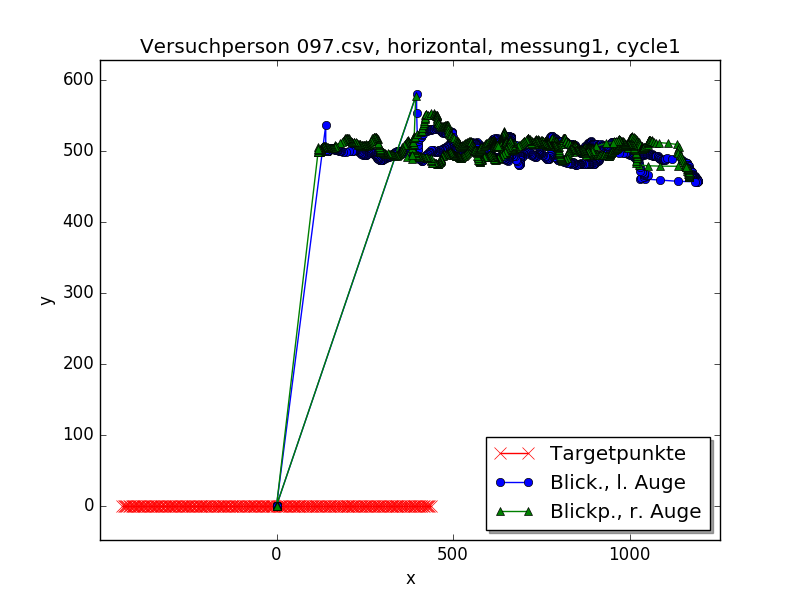 Versuchperson 097.csv, horizontal, messung1, cycle1
600
500
400
300
200
100
0
y
0 500 1000
x
Targetpunkte
Blick., l. Auge
Blickp., r. Auge